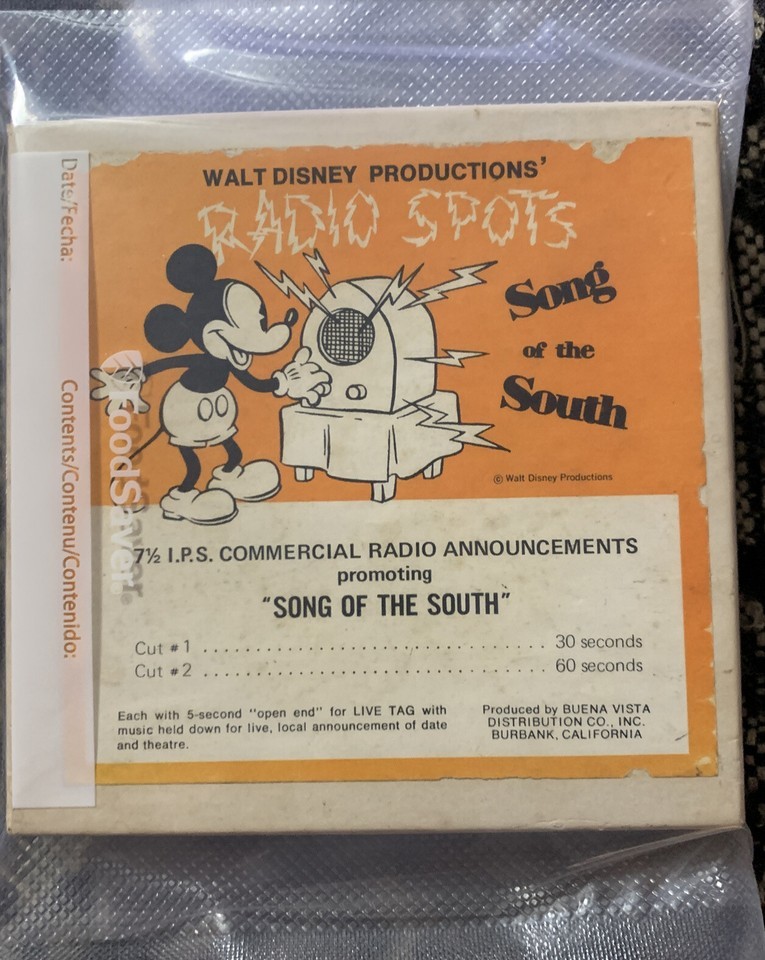 WALT DISNEY PRODUCTIONS'
RADIO SPOTS
Song
of the
South
© Walt Disney Productions
7½ I.P.S. COMMERCIAL RADIO ANNOUNCEMENTS
promoting
"SONG OF THE SOUTH"
Cut #1 ........................................ 30 seconds
Cut #2 ........................................ 60 seconds
Each with 5-second "open end" for LIVE TAG with
music held down for live, local announcement of date
and theatre.
Produced by BUENA VISTA
DISTRIBUTION CO., INC.
BURBANK, CALIFORNIA
Date/Fecha:
Contents/Contenu/Contenido:
FoodSaver